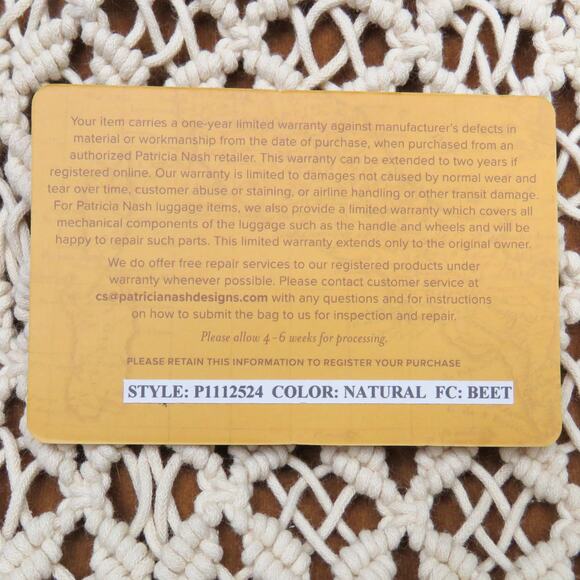 Your item carries a one-year limited warranty against manufacturer's defects in
material or workmanship from the date of purchase, when purchased from an
authorized Patricia Nash retailer. This warranty can be extended to two years if
registered online. Our warranty is limited to damages not caused by normal wear and
tear over time, customer abuse or staining, or airline handling or other transit damage.
For Patricia Nash luggage items, we also provide a limited warranty which covers all
mechanical components of the luggage such as the handle and wheels and will be
happy to repair such parts. This limited warranty extends only to the original owner.
We do offer free repair services to our registered products under
warranty whenever possible. Please contact customer service at
cs@patricianashdesigns.com with any questions and for instructions
on how to submit the bag to us for inspection and repair.
Please allow 4-6 weeks for processing.
PLEASE RETAIN THIS INFORMATION TO REGISTER YOUR PURCHASE
STYLE: P1112524 COLOR: NATURAL FC: BEET